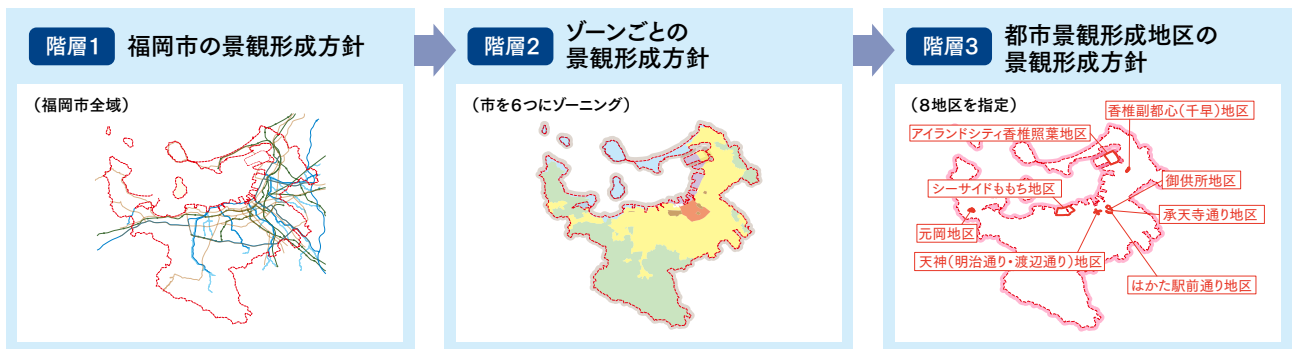 階層1
福岡市の景観形成方針
（福岡市全域）
階層2
ゾーンごとの
景観形成方針
（市を6つにゾーニング）
階層3
都市景観形成地区の
景観形成方針
（8地区を指定）
香椎副都心（千早）地区
アイランドシティ香椎照葉地区
御供所地区
シーサイドももち地区
承天寺通り地区
元岡地区
天神（明治通り・渡辺通り）地区
はかた駅前通り地区